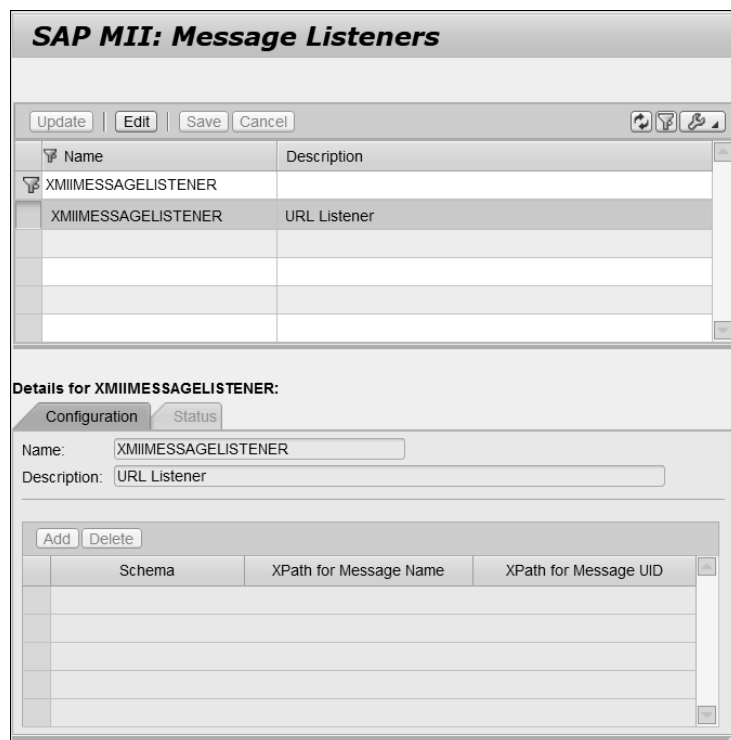 SAP MII: Message Listeners
Update | Edit | Save Cancel
Name Description
XMIIMESSAGELISTENER
XMIIMESSAGELISTENER URL Listener
Details for XMIIMESSAGELISTENER:
Configuration Status
Name: XMIIMESSAGELISTENER
Description: URL Listener
Add Delete
Schema XPath for Message Name XPath for Message UID